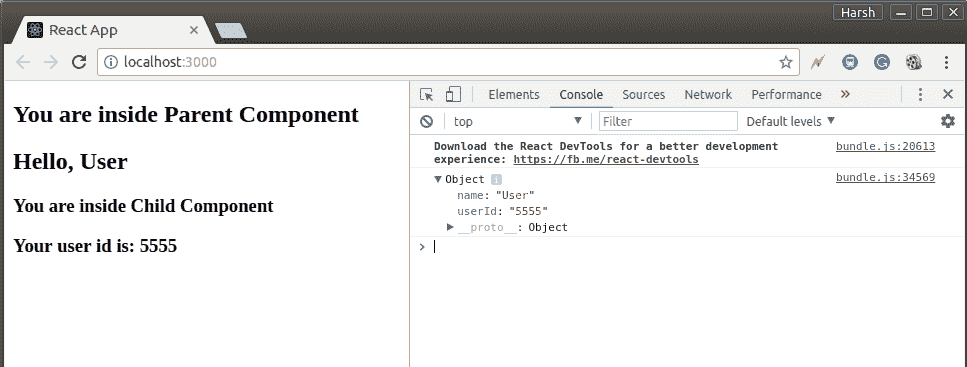 Harsh
React App
localhost:3000
You are inside Parent Component
Hello, User
You are inside Child Component
Your user id is: 5555
Elements Console Sources Network Performance »
top Filter Default levels
Download the React DevTools for a better development bundle.js:20613
experience: https://fb.me/react-devtools
Object i bundle.js:34569
name: "User"
userId: "5555"
__proto__: Object